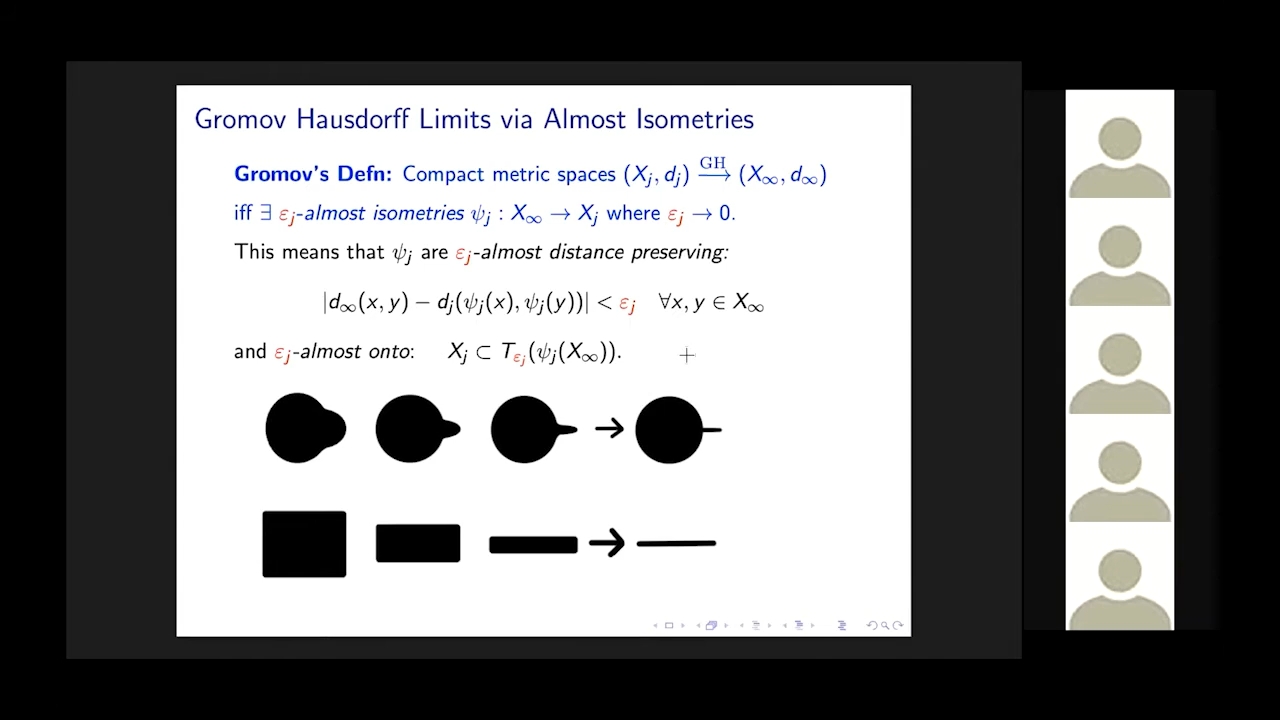 Gromov Hausdorff Limits via Almost Isometries
Gromov's Defn: Compact metric spaces (X_j, d_j) —GH→ (X_∞, d_∞)
iff ∃ ε_j-almost isometries ψ_j : X_∞ → X_j where ε_j → 0.
This means that ψ_j are ε_j-almost distance preserving:
|d_∞(x, y) − d_j(ψ_j(x), ψ_j(y))| < ε_j ∀x, y ∈ X_∞
and ε_j-almost onto: X_j ⊂ T_{ε_j}(ψ_j(X_∞)).